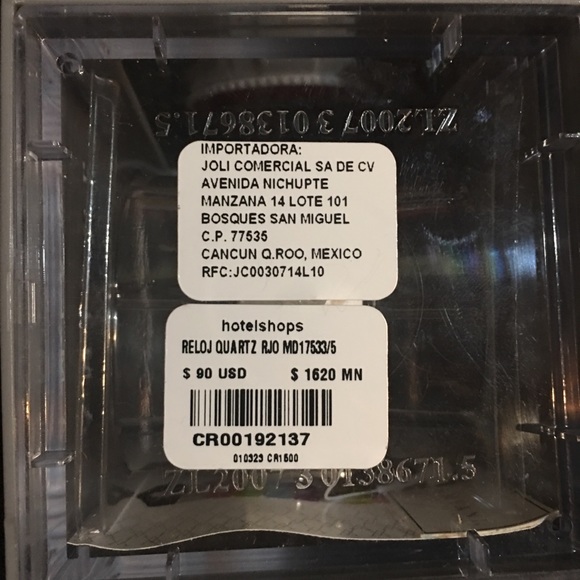 ZL2007 3 0138671.5
IMPORTADORA:
JOLI COMERCIAL SA DE CV
AVENIDA NICHUPTE
MANZANA 14 LOTE 101
BOSQUES SAN MIGUEL
C.P. 77535
CANCUN Q.ROO, MEXICO
RFC:JC0030714L10
hotelshops
RELOJ QUARTZ RJO MD17533/5
$ 90 USD $ 1620 MN
CR00192137
010323 CR1500
ZL2007 3 0138671.5